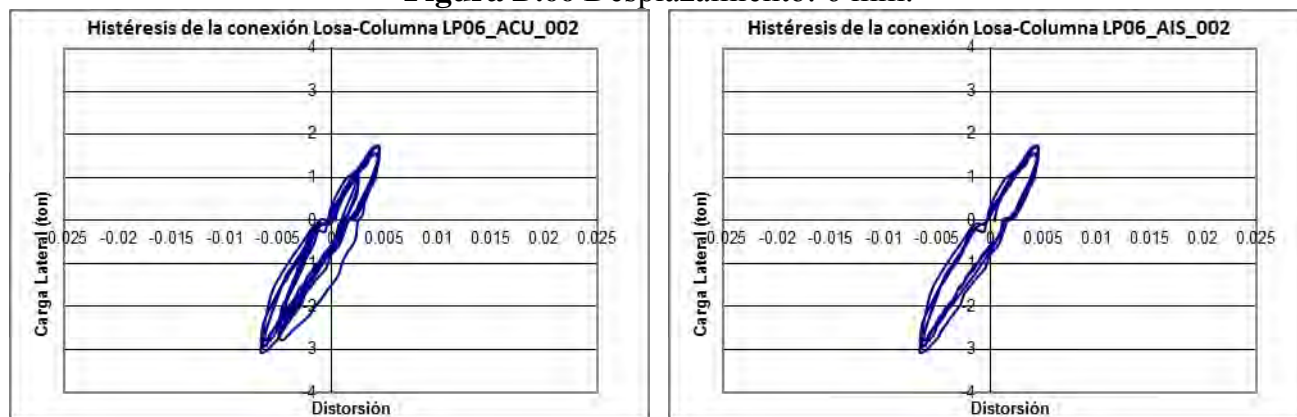 Figura B.60 Desplazamiento: 6 mm.
Histéresis de la conexión Losa-Columna LP06_ACU_002
4
3
2
1
0
-0.025 -0.02 -0.015 -0.01 -0.005 0 0.005 0.01 0.015 0.02 0.025
-1
-2
-3
-4
Carga Lateral (ton)
Distorsión
Histéresis de la conexión Losa-Columna LP06_AIS_002
4
3
2
1
0
-0.025 -0.02 -0.015 -0.01 -0.005 0 0.005 0.01 0.015 0.02 0.025
-1
-2
-3
-4
Carga Lateral (ton)
Distorsión